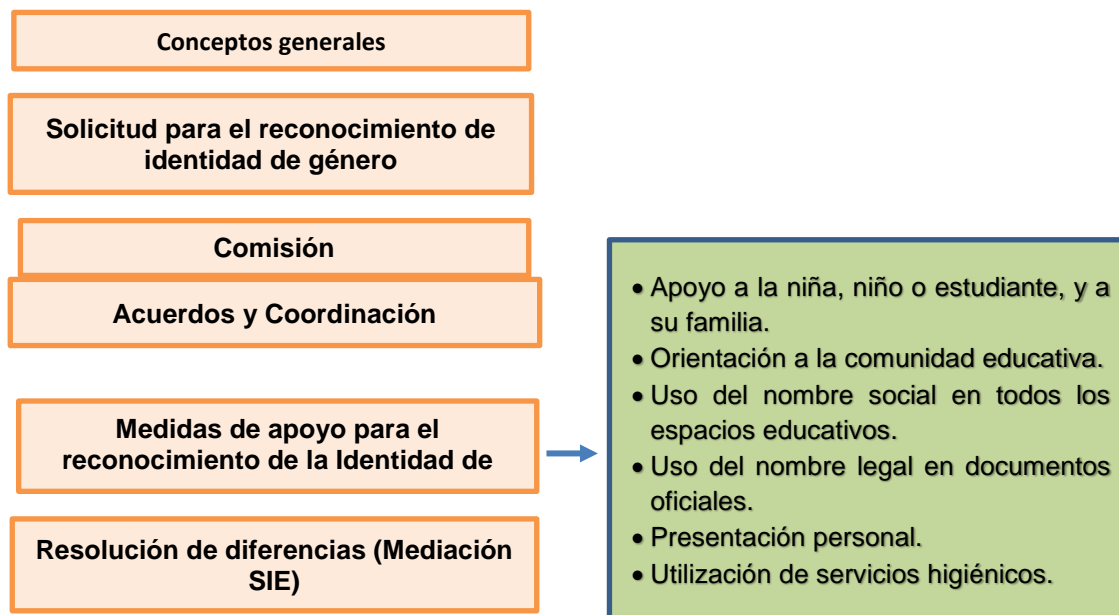 Conceptos generales
Solicitud para el reconocimiento de
identidad de género
Comisión
Acuerdos y Coordinación
Medidas de apoyo para el
reconocimiento de la Identidad de
Resolución de diferencias (Mediación
SIE)
• Apoyo a la niña, niño o estudiante, y a
su familia.
• Orientación a la comunidad educativa.
• Uso del nombre social en todos los
espacios educativos.
• Uso del nombre legal en documentos
oficiales.
• Presentación personal.
• Utilización de servicios higiénicos.